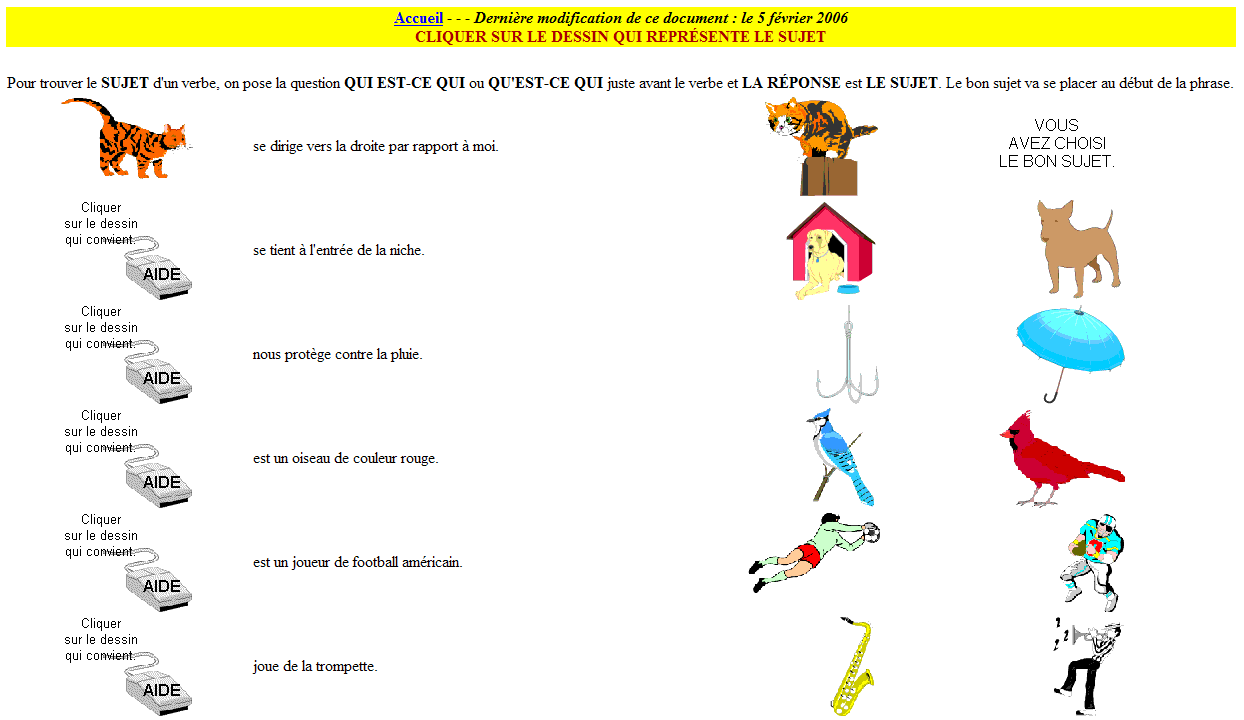 Accueil - - - Dernière modification de ce document : le 5 février 2006
CLIQUER SUR LE DESSIN QUI REPRÉSENTE LE SUJET
Pour trouver le SUJET d'un verbe, on pose la question QUI EST-CE QUI ou QU'EST-CE QUI juste avant le verbe et LA RÉPONSE est LE SUJET. Le bon sujet va se placer au début de la phrase.
se dirige vers la droite par rapport à moi.
VOUS
AVEZ CHOISI
LE BON SUJET.
Cliquer
sur le dessin
qui convient.
AIDE
se tient à l'entrée de la niche.
Cliquer
sur le dessin
qui convient.
AIDE
nous protège contre la pluie.
Cliquer
sur le dessin
qui convient.
AIDE
est un oiseau de couleur rouge.
Cliquer
sur le dessin
qui convient.
AIDE
est un joueur de football américain.
Cliquer
sur le dessin
qui convient.
AIDE
joue de la trompette.